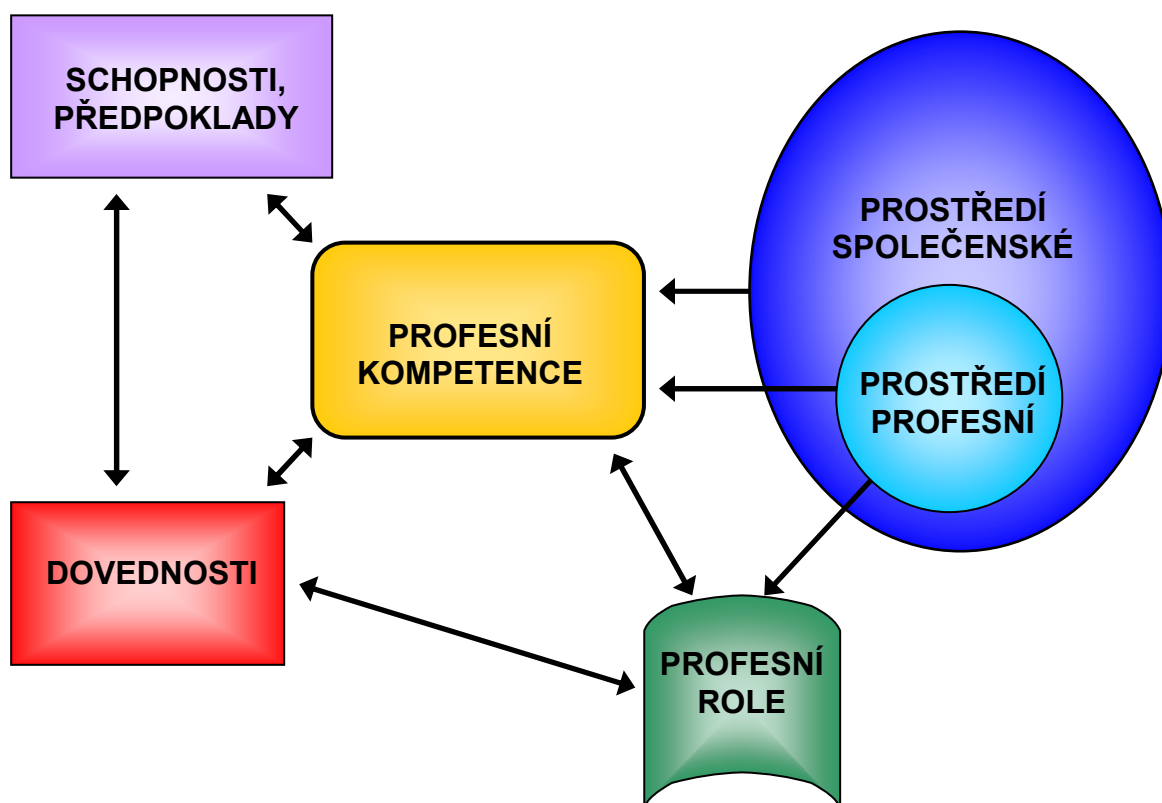 SCHOPNOSTI,
PŘEDPOKLADY
PROSTŘEDÍ
SPOLEČENSKÉ
PROFESNÍ
KOMPETENCE
PROSTŘEDÍ
PROFESNÍ
DOVEDNOSTI
PROFESNÍ
ROLE